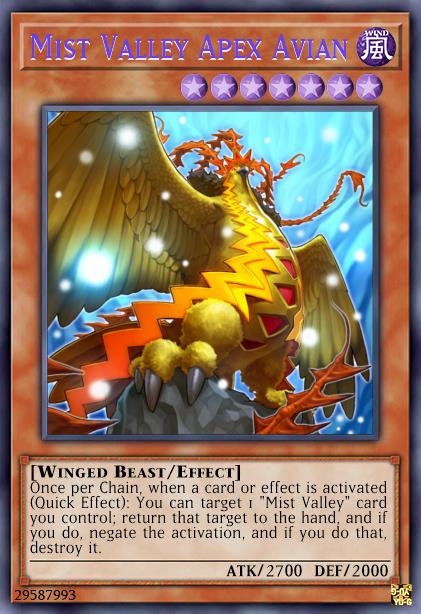 Mist Valley Apex Avian
WIND
風
[Winged Beast/Effect]
Once per Chain, when a card or effect is activated
(Quick Effect): You can target 1 "Mist Valley" card
you control; return that target to the hand, and if
you do, negate the activation, and if you do that,
destroy it.
ATK/2700 DEF/2000
29587993